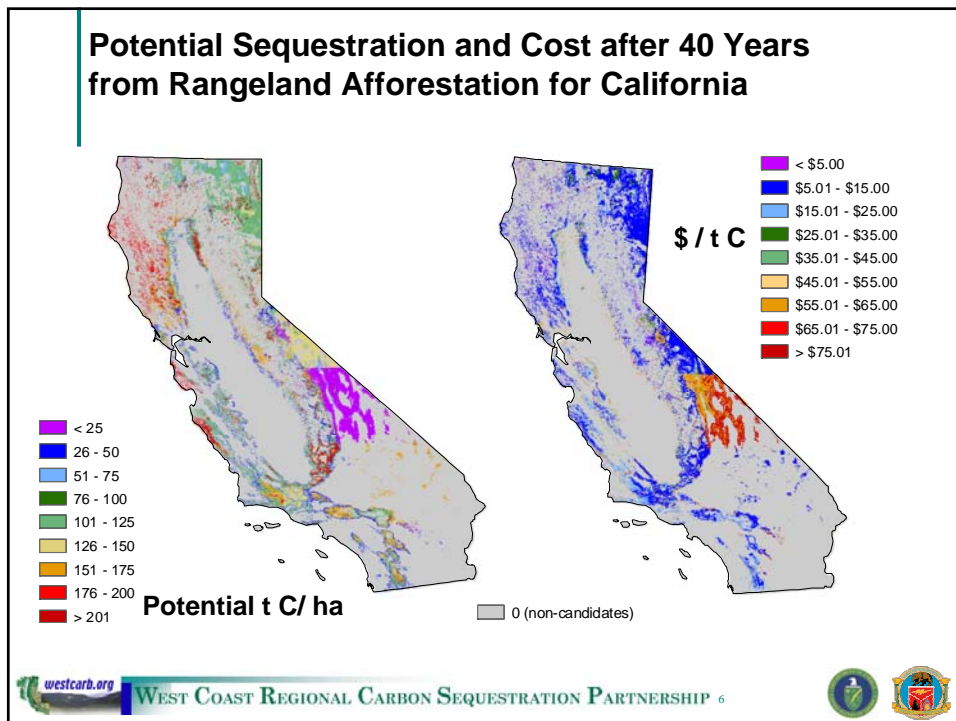 Potential Sequestration and Cost after 40 Years
from Rangeland Afforestation for California
< $5.00
$5.01 - $15.00
$15.01 - $25.00
$25.01 - $35.00
$35.01 - $45.00
$45.01 - $55.00
$55.01 - $65.00
$65.01 - $75.00
> $75.01
$ / t C
< 25
26 - 50
51 - 75
76 - 100
101 - 125
126 - 150
151 - 175
176 - 200
> 201
Potential t C/ ha
0 (non-candidates)
westcarb.org
WEST COAST REGIONAL CARBON SEQUESTRATION PARTNERSHIP 6